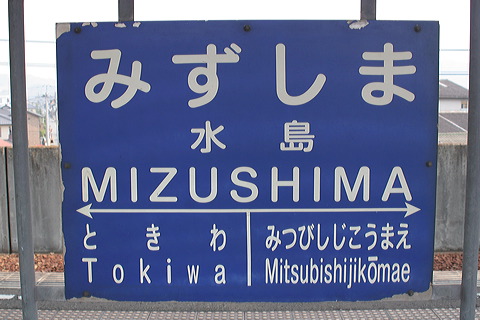 みずしま
水島
MIZUSHIMA
ときわ みつびしじこうまえ
Tokiwa Mitsubishijikōmae